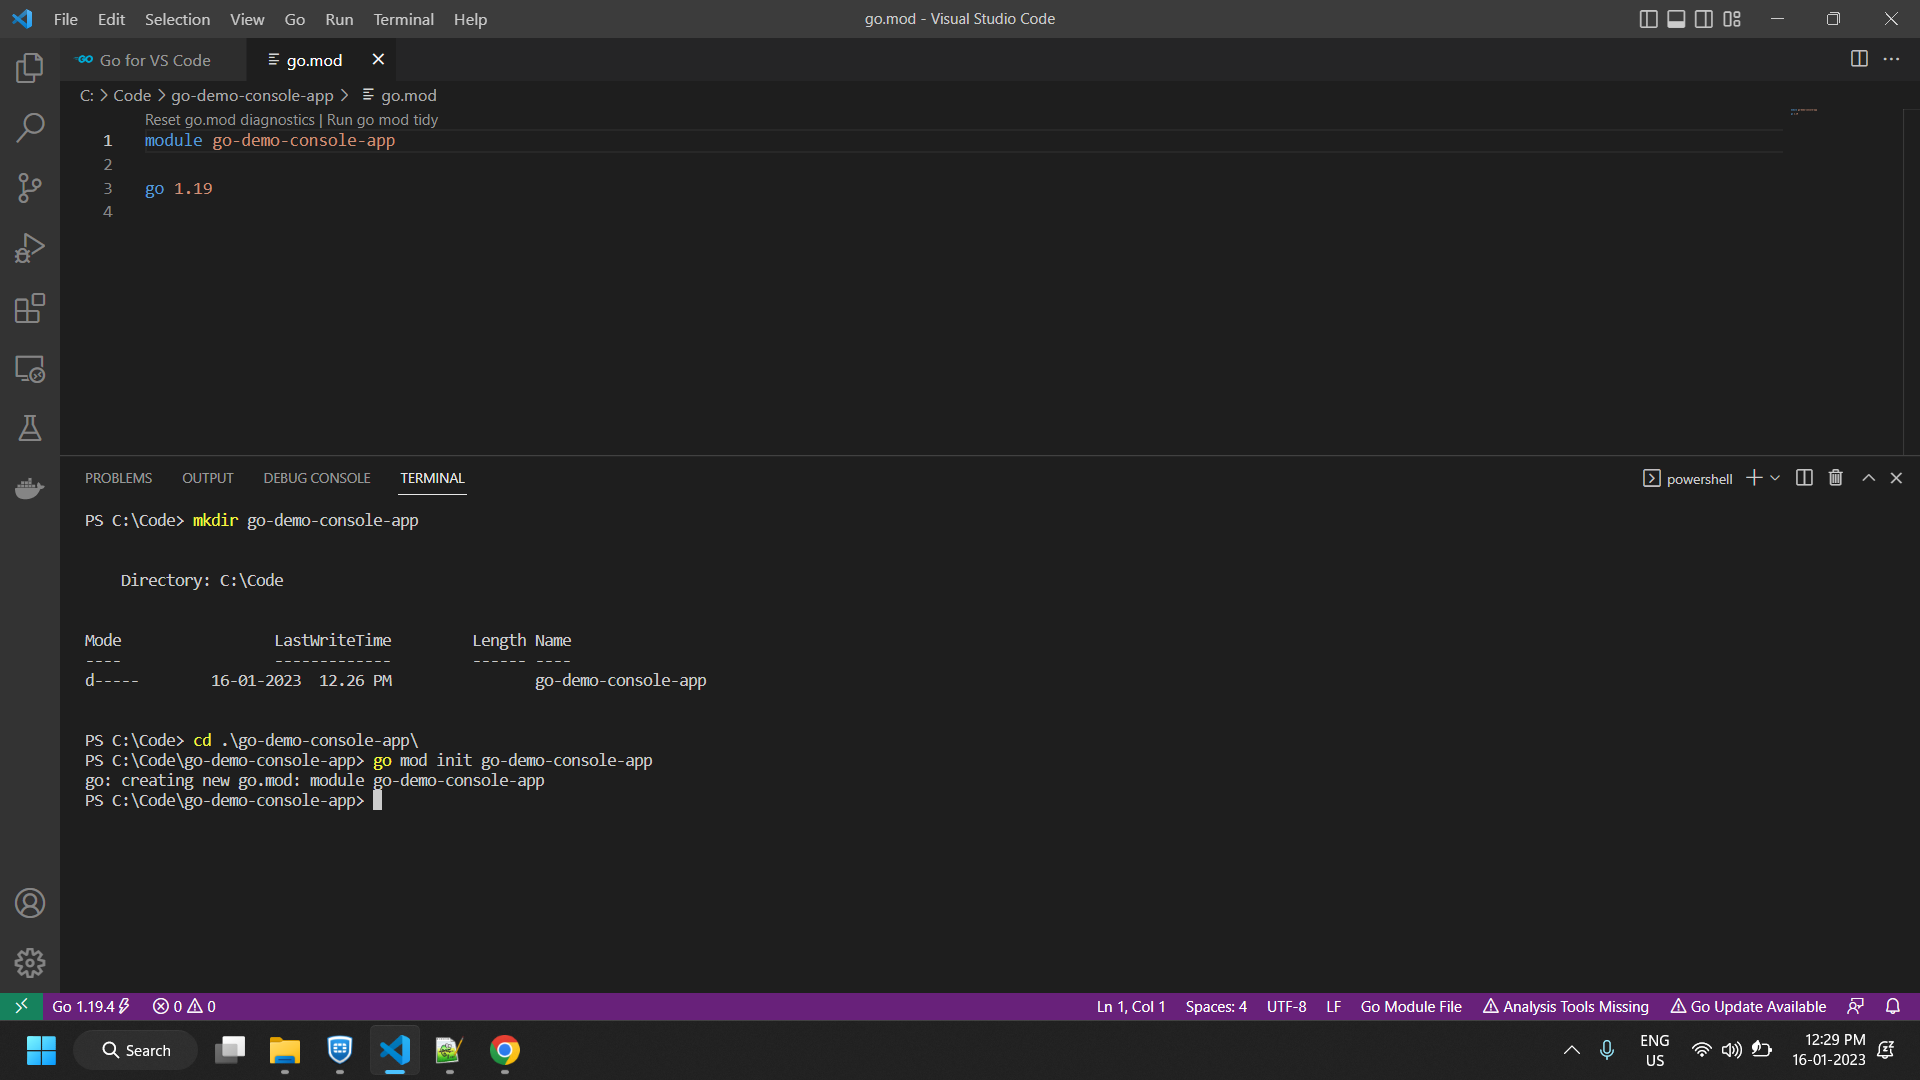 File Edit Selection View Go Run Terminal Help
go.mod - Visual Studio Code
Go for VS Code
go.mod
C: > Code > go-demo-console-app > go.mod
Reset go.mod diagnostics | Run go mod tidy
1 module go-demo-console-app
2
3 go 1.19
4
PROBLEMS OUTPUT DEBUG CONSOLE TERMINAL
powershell
PS C:\Code> mkdir go-demo-console-app
Directory: C:\Code
Mode LastWriteTime Length Name
---- ------------- ------ ----
d----- 16-01-2023 12.26 PM go-demo-console-app
PS C:\Code> cd .\go-demo-console-app\
PS C:\Code\go-demo-console-app> go mod init go-demo-console-app
go: creating new go.mod: module go-demo-console-app
PS C:\Code\go-demo-console-app>
Go 1.19.4 0 0 Ln 1, Col 1 Spaces: 4 UTF-8 LF Go Module File Analysis Tools Missing Go Update Available
Search
ENG
US
12:29 PM
16-01-2023